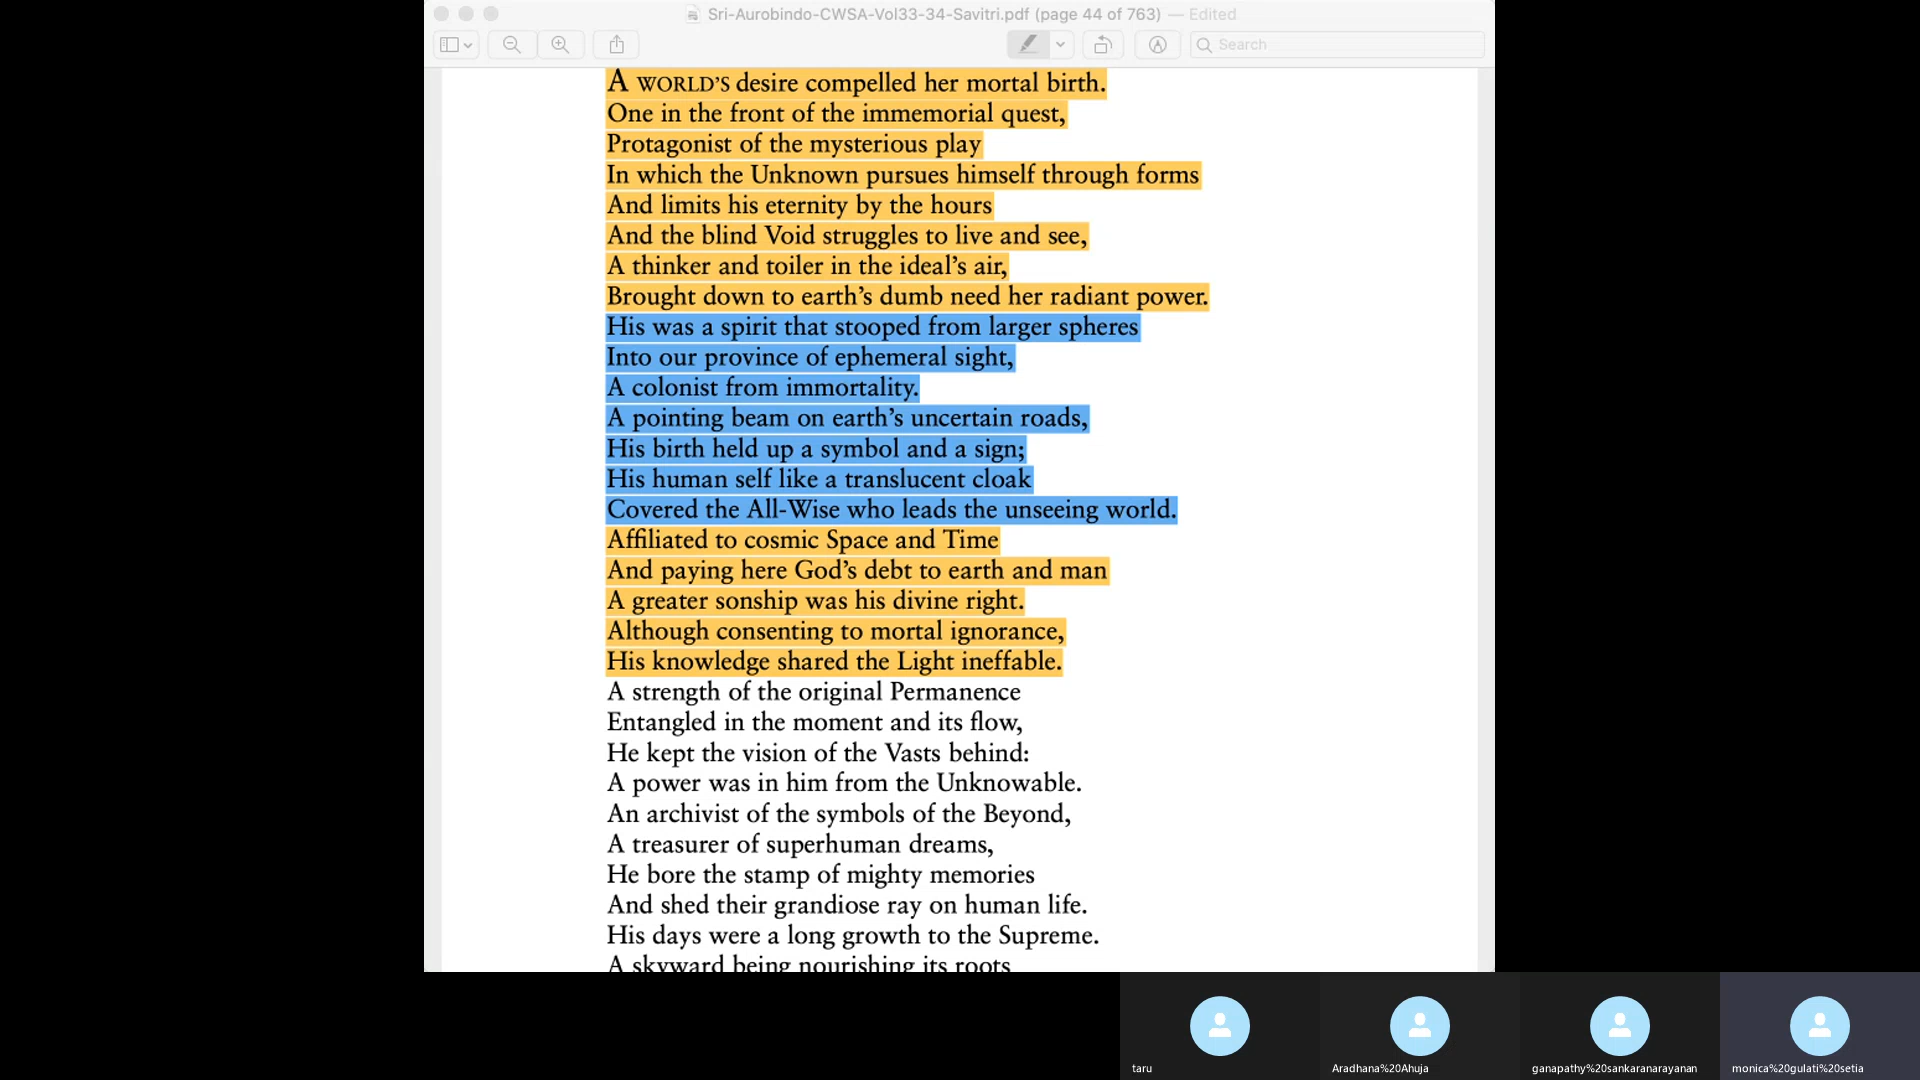 Sri-Aurobindo-CWSA-Vol33-34-Savitri.pdf (page 44 of 763) — Edited
Search
A WORLD’S desire compelled her mortal birth.
One in the front of the immemorial quest,
Protagonist of the mysterious play
In which the Unknown pursues himself through forms
And limits his eternity by the hours
And the blind Void struggles to live and see,
A thinker and toiler in the ideal’s air,
Brought down to earth’s dumb need her radiant power.
His was a spirit that stooped from larger spheres
Into our province of ephemeral sight,
A colonist from immortality.
A pointing beam on earth’s uncertain roads,
His birth held up a symbol and a sign;
His human self like a translucent cloak
Covered the All-Wise who leads the unseeing world.
Affiliated to cosmic Space and Time
And paying here God’s debt to earth and man
A greater sonship was his divine right.
Although consenting to mortal ignorance,
His knowledge shared the Light ineffable.
A strength of the original Permanence
Entangled in the moment and its flow,
He kept the vision of the Vasts behind:
A power was in him from the Unknowable.
An archivist of the symbols of the Beyond,
A treasurer of superhuman dreams,
He bore the stamp of mighty memories
And shed their grandiose ray on human life.
His days were a long growth to the Supreme.
A skyward being nourishing its roots
taru
Aradhana%20Ahuja
ganapathy%20sankaranarayanan
monica%20gulati%20setia